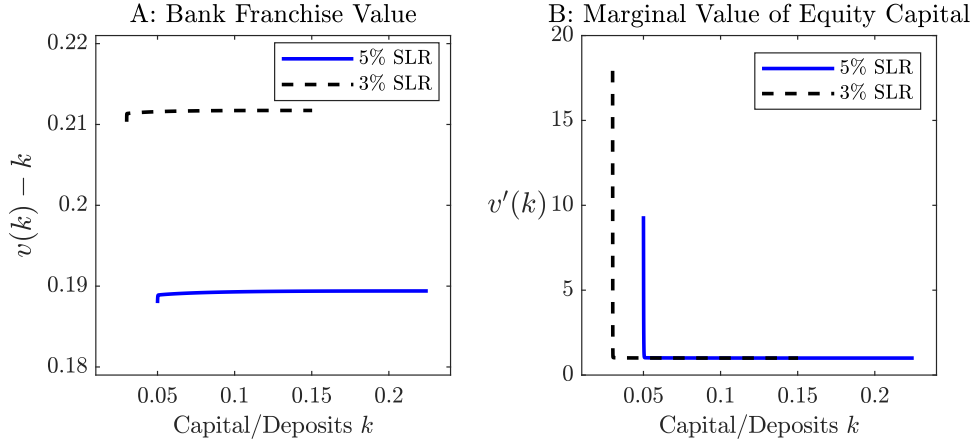 A: Bank Franchise Value
0.22
0.21
0.2
0.19
0.18
v(k) − k
5% SLR
3% SLR
0.05 0.1 0.15 0.2
Capital/Deposits k
B: Marginal Value of Equity Capital
20
15
10
5
0
v′(k)
5% SLR
3% SLR
0.05 0.1 0.15 0.2
Capital/Deposits k